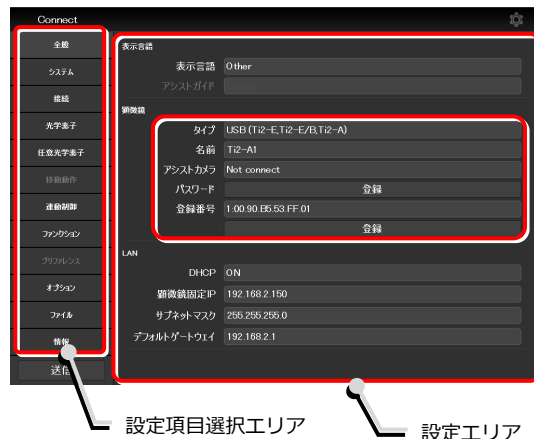 Connect
全般
システム
接続
光学素子
任意光学素子
移動動作
連動制御
ファンクション
プリファレンス
オプション
ファイル
情報
表示言語
表示言語 Other
アシストガイド
顕微鏡
タイプ USB(Ti2-E,Ti2-E/B,Ti2-A)
名前 Ti2-A1
アシストカメラ Not connect
パスワード 登録
登録番号 1:00.90.B5.53.FF.01
登録
LAN
DHCP ON
顕微鏡固定IP 192.168.2.150
サブネットマスク 255.255.255.0
デフォルトゲートウェイ 192.168.2.1
設定項目選択エリア
設定エリア